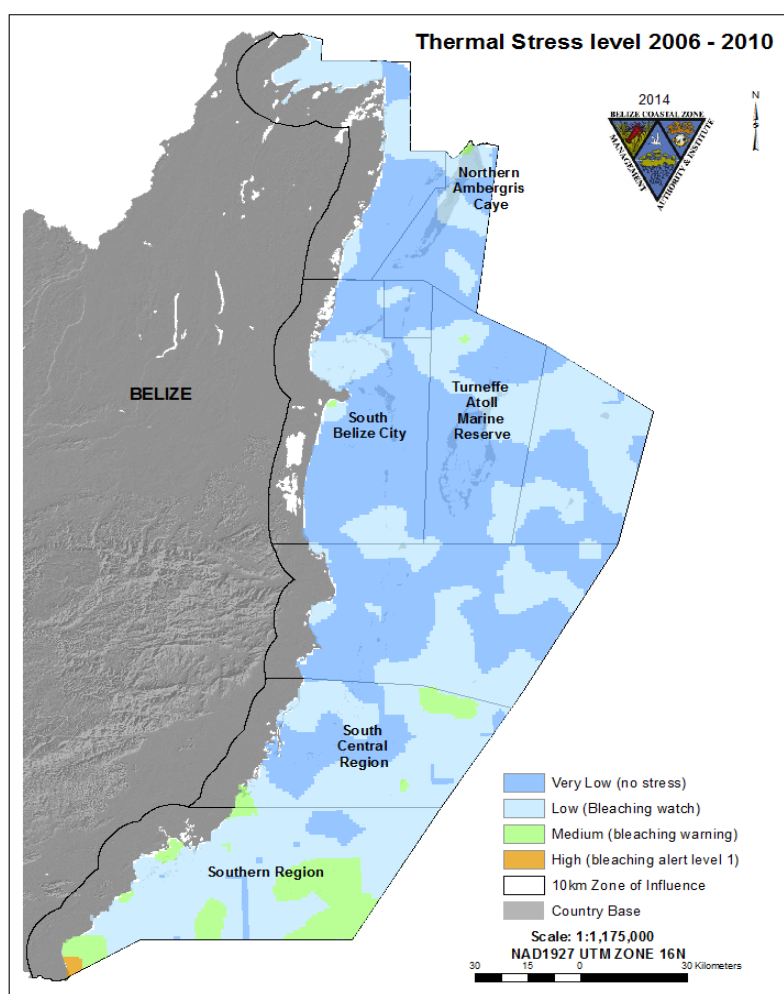 Thermal Stress level 2006 - 2010
2014
BELIZE COASTAL ZONE
MANAGEMENT
AUTHORITY & INSTITUTE
N
Northern
Ambergris
Caye
BELIZE
South
Belize City
Turneffe
Atoll
Marine
Reserve
South
Central
Region
Southern Region
Very Low (no stress)
Low (Bleaching watch)
Medium (bleaching warning)
High (bleaching alert level 1)
10km Zone of Influence
Country Base
Scale: 1:1,175,000
NAD1927 UTM ZONE 16N
30 15 0 30 Kilometers